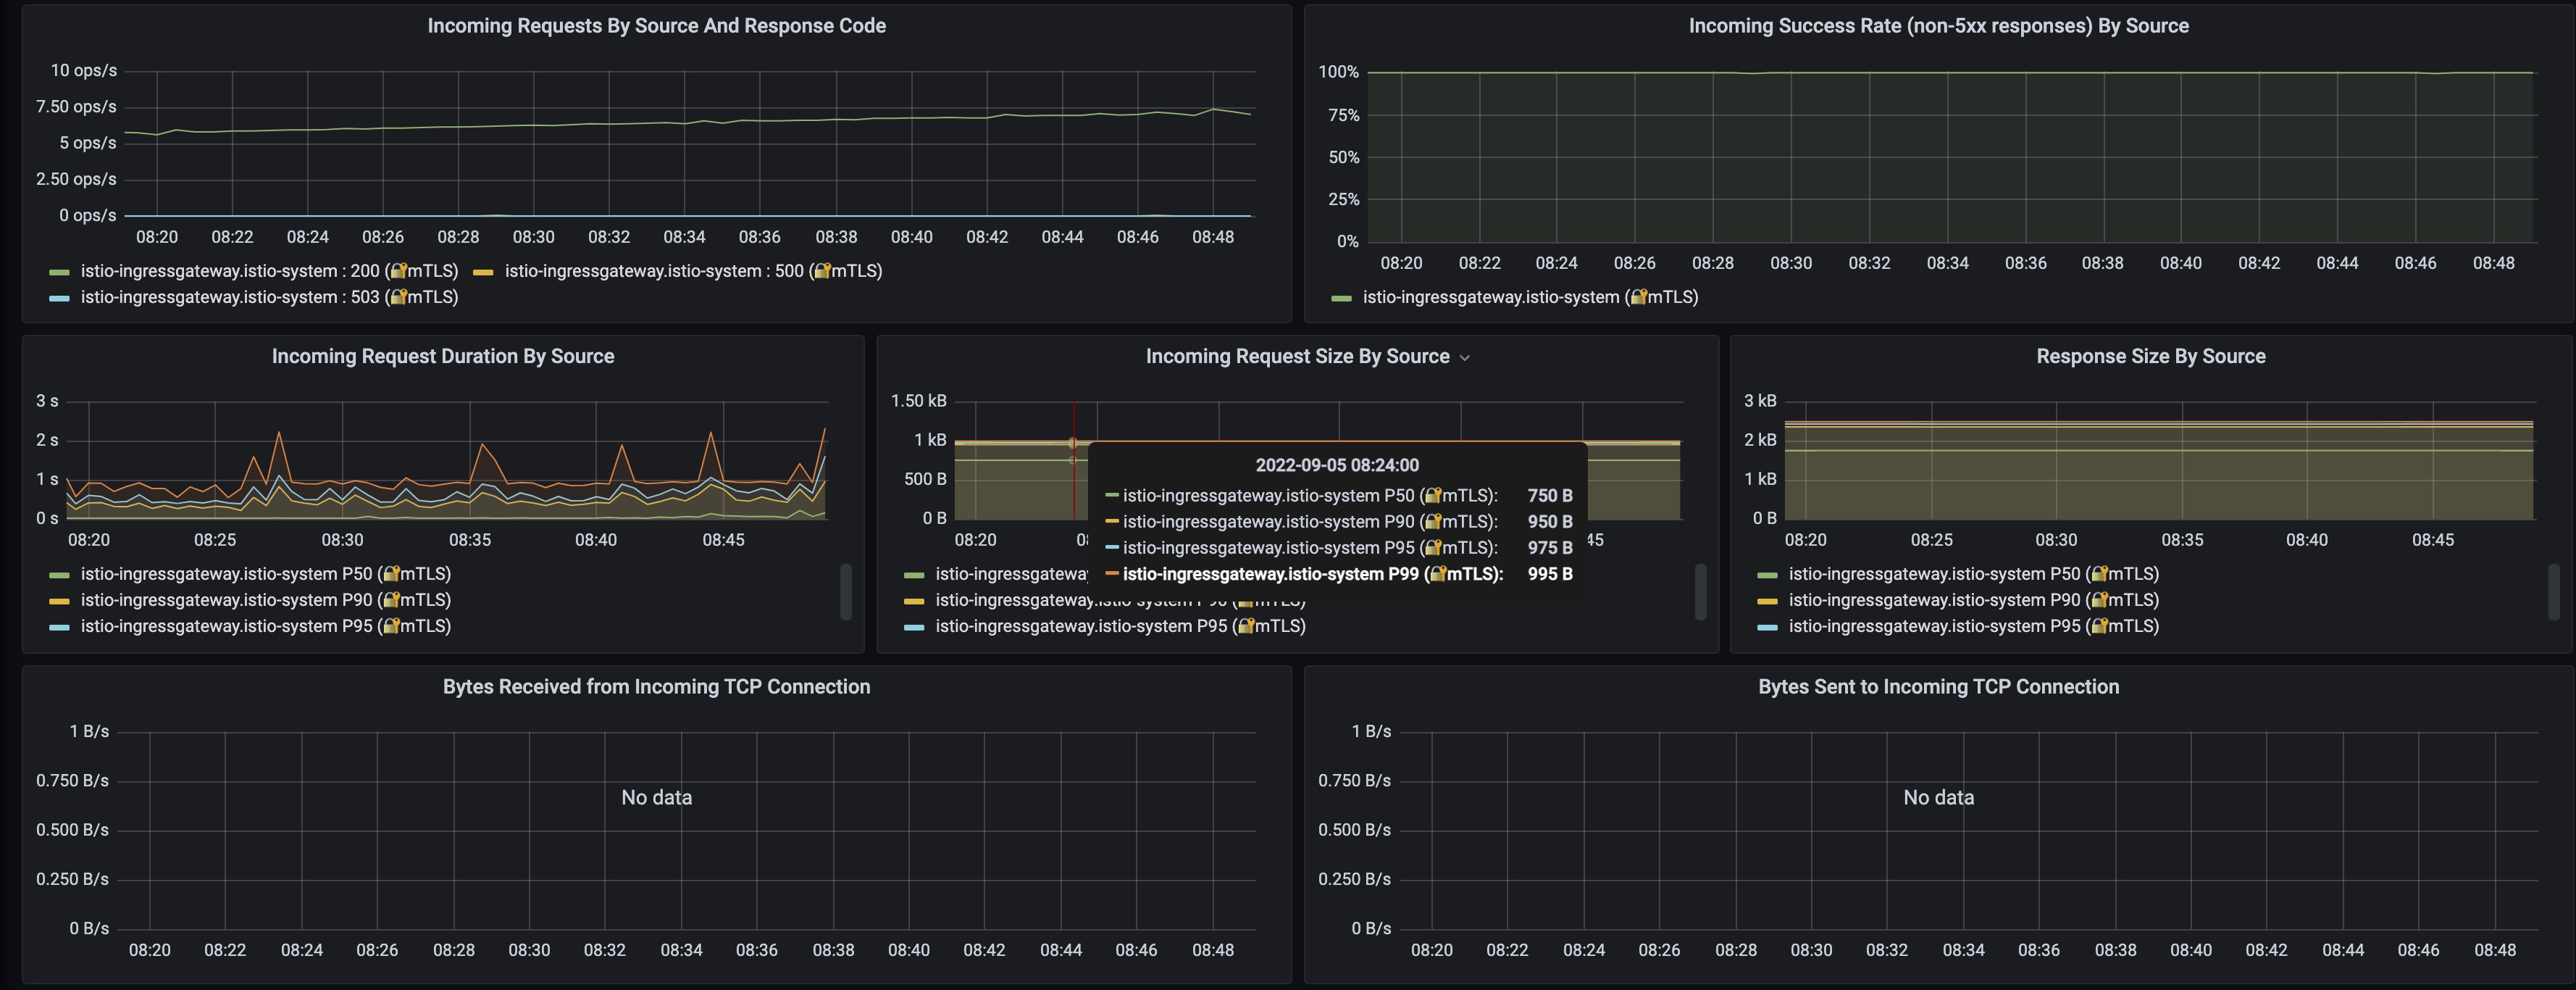 Incoming Requests By Source And Response Code
10 ops/s
7.50 ops/s
5 ops/s
2.50 ops/s
0 ops/s
08:20 08:22 08:24 08:26 08:28 08:30 08:32 08:34 08:36 08:38 08:40 08:42 08:44 08:46 08:48
istio-ingressgateway.istio-system : 200 (🔐mTLS) istio-ingressgateway.istio-system : 500 (🔐mTLS)
istio-ingressgateway.istio-system : 503 (🔐mTLS)
Incoming Success Rate (non-5xx responses) By Source
100%
75%
50%
25%
0%
08:20 08:22 08:24 08:26 08:28 08:30 08:32 08:34 08:36 08:38 08:40 08:42 08:44 08:46 08:48
istio-ingressgateway.istio-system (🔐mTLS)
Incoming Request Duration By Source
3 s
2 s
1 s
0 s
08:20 08:25 08:30 08:35 08:40 08:45
istio-ingressgateway.istio-system P50 (🔐mTLS)
istio-ingressgateway.istio-system P90 (🔐mTLS)
istio-ingressgateway.istio-system P95 (🔐mTLS)
Incoming Request Size By Source
1.50 kB
1 kB
500 B
0 B
08:20 08 45
2022-09-05 08:24:00
istio-ingressgateway.istio-system P50 (🔐mTLS): 750 B
istio-ingressgateway.istio-system P90 (🔐mTLS): 950 B
istio-ingressgateway.istio-system P95 (🔐mTLS): 975 B
istio-ingressgateway.istio-system P99 (🔐mTLS): 995 B
istio-ingressgateway
istio-ingressgateway.istio-system P90 (🔐mTLS)
istio-ingressgateway.istio-system P95 (🔐mTLS)
Response Size By Source
3 kB
2 kB
1 kB
0 B
08:20 08:25 08:30 08:35 08:40 08:45
istio-ingressgateway.istio-system P50 (🔐mTLS)
istio-ingressgateway.istio-system P90 (🔐mTLS)
istio-ingressgateway.istio-system P95 (🔐mTLS)
Bytes Received from Incoming TCP Connection
1 B/s
0.750 B/s
No data
0.500 B/s
0.250 B/s
0 B/s
08:20 08:22 08:24 08:26 08:28 08:30 08:32 08:34 08:36 08:38 08:40 08:42 08:44 08:46 08:48
Bytes Sent to Incoming TCP Connection
1 B/s
0.750 B/s
No data
0.500 B/s
0.250 B/s
0 B/s
08:20 08:22 08:24 08:26 08:28 08:30 08:32 08:34 08:36 08:38 08:40 08:42 08:44 08:46 08:48